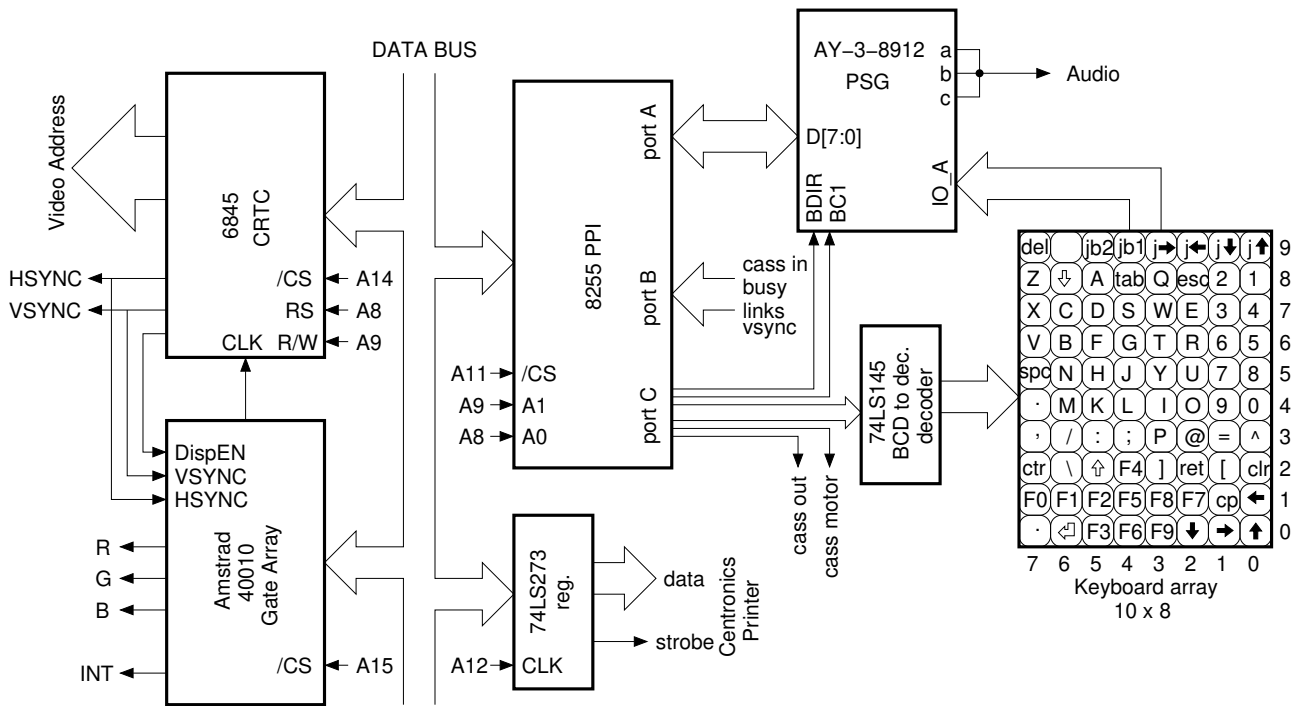 DATA BUS
Video Address
6845
CRTC
/CS
A14
RS
A8
CLK R/W
A9
HSYNC
VSYNC
DispEN
VSYNC
HSYNC
Amstrad
40010
Gate Array
R
G
B
INT
/CS
A15
8255 PPI
port A
port B
port C
A11
/CS
A9
A1
A8
A0
cass in
busy
links
vsync
cass out
cass motor
74LS273
reg.
A12
CLK
data
strobe
Centronics
Printer
AY-3-8912
PSG
a
b
c
Audio
D[7:0]
BDIR
BC1
IO_A
74LS145
BCD to dec.
decoder
del jb2 jb1 j➡ j⬅ j⬇ j⬆ 9
Z ⇩ A tab Q esc 2 1 8
X C D S W E 3 4 7
V B F G T R 6 5 6
spc N H J Y U 7 8 5
. M K L I O 9 0 4
, / : ; P @ = ^ 3
ctr \ ⇧ F4 ] ret [ clr 2
F0 F1 F2 F5 F8 F7 cp ⬅ 1
. ⏎ F3 F6 F9 ⬇ ➡ ⬆ 0
7 6 5 4 3 2 1 0
Keyboard array
10 x 8